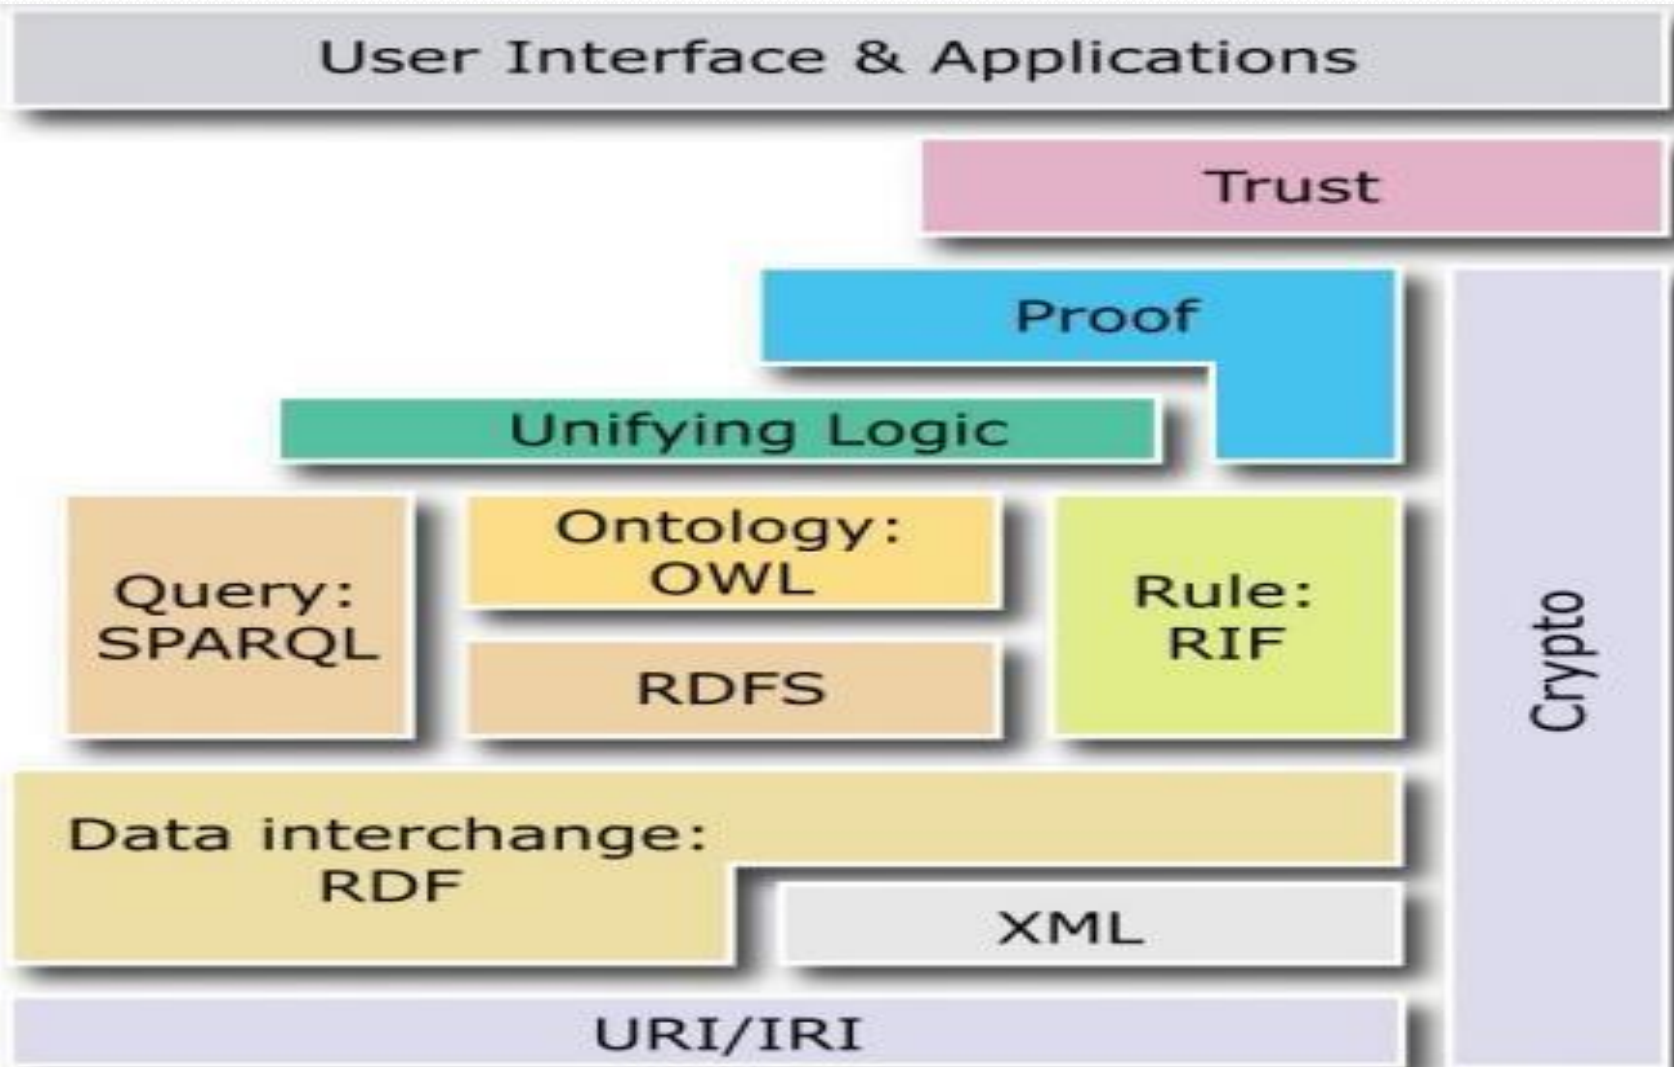 User Interface & Applications
Trust
Proof
Unifying Logic
Query:
SPARQL
Ontology:
OWL
RDFS
Rule:
RIF
Crypto
Data interchange:
RDF
XML
URI/IRI